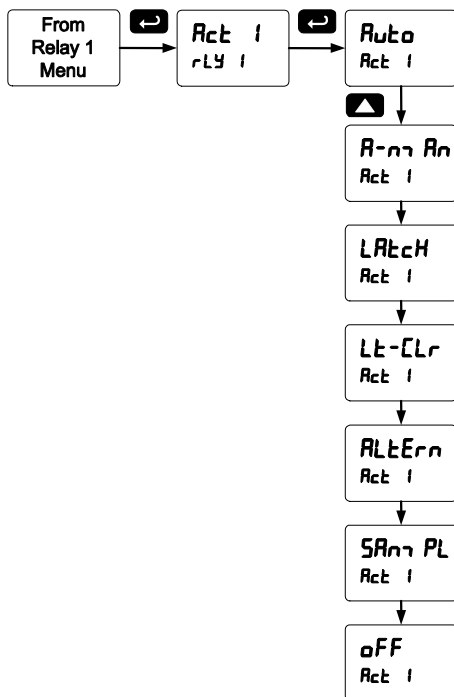 From
Relay 1
Menu
Act 1
rLY 1
Auto
Act 1
A-mAn
Act 1
LAtcH
Act 1
Lt-CLr
Act 1
ALtErn
Act 1
SAmPL
Act 1
oFF
Act 1